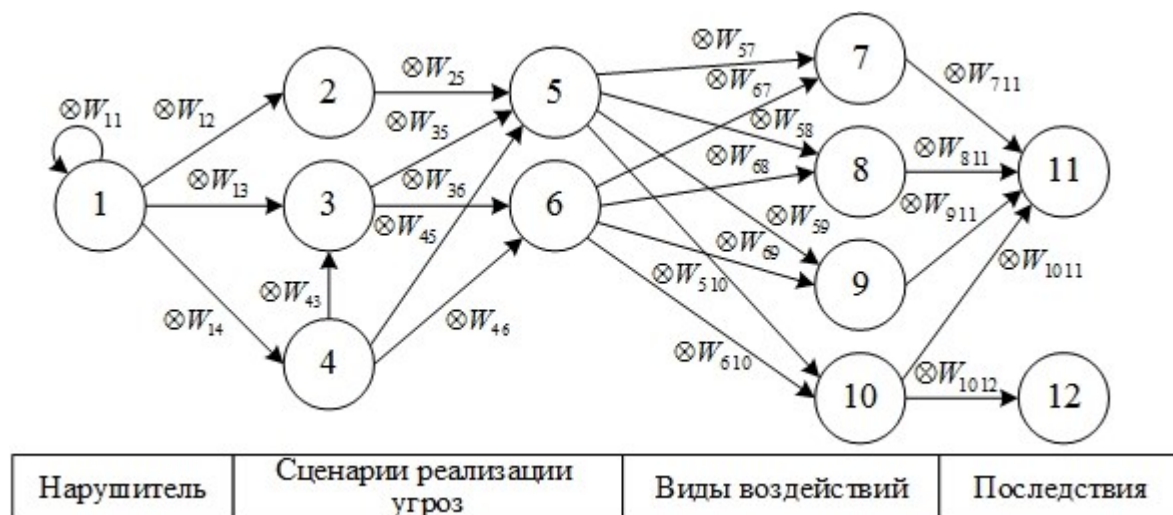 ⊗W₁₁
⊗W₁₂
⊗W₁₃
⊗W₁₄
1
2
3
4
⊗W₂₅
⊗W₃₅
⊗W₃₆
⊗W₄₅
⊗W₄₃
⊗W₄₆
5
6
⊗W₅₇
⊗W₆₇
⊗W₅₈
⊗W₆₈
⊗W₅₉
⊗W₆₉
⊗W₅₁₀
⊗W₆₁₀
7
8
9
10
⊗W₇₁₁
⊗W₈₁₁
⊗W₉₁₁
⊗W₁₀₁₁
⊗W₁₀₁₂
11
12
Нарушитель
Сценарии реализации
угроз
Виды воздействий
Последствия